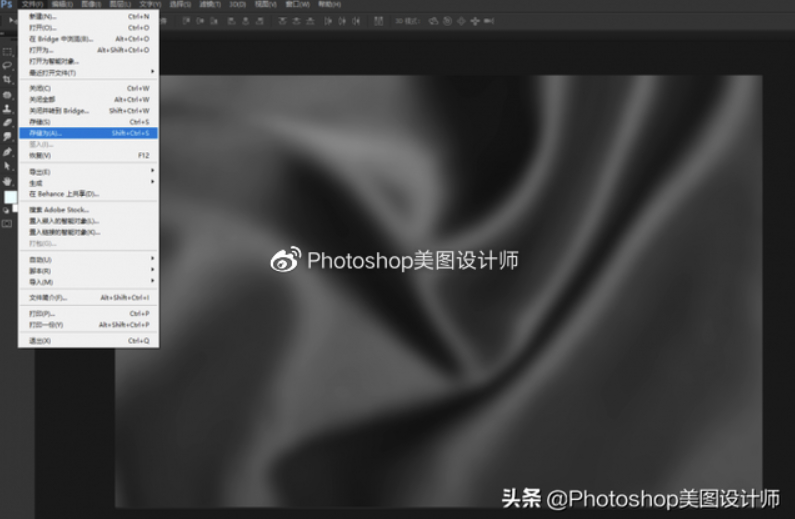 Ps 文件(F) 编辑(E) 图像(I) 图层(L) 文字(Y) 选择(S) 滤镜(T) 3D(D) 视图(V) 窗口(W) 帮助(H)
新建(N)... Ctrl+N
打开(O)... Ctrl+O
在 Bridge 中浏览(B)... Alt+Ctrl+O
打开为... Alt+Shift+Ctrl+O
打开为智能对象...
最近打开文件(T)
关闭(C) Ctrl+W
关闭全部 Alt+Ctrl+W
关闭并转到 Bridge... Shift+Ctrl+W
存储(S) Ctrl+S
存储为(A)... Shift+Ctrl+S
恢复(V) F12
导出(E)
生成
在 Behance 上共享(D)...
搜索 Adobe Stock...
置入嵌入的智能对象(L)...
置入链接的智能对象(K)...
打包(G)...
自动(U)
脚本(R)
导入(M)
文件简介(F)... Alt+Shift+Ctrl+I
打印(P)... Ctrl+P
打印一份(Y) Alt+Shift+Ctrl+P
退出(X) Ctrl+Q
Photoshop美图设计师
头条 @Photoshop美图设计师